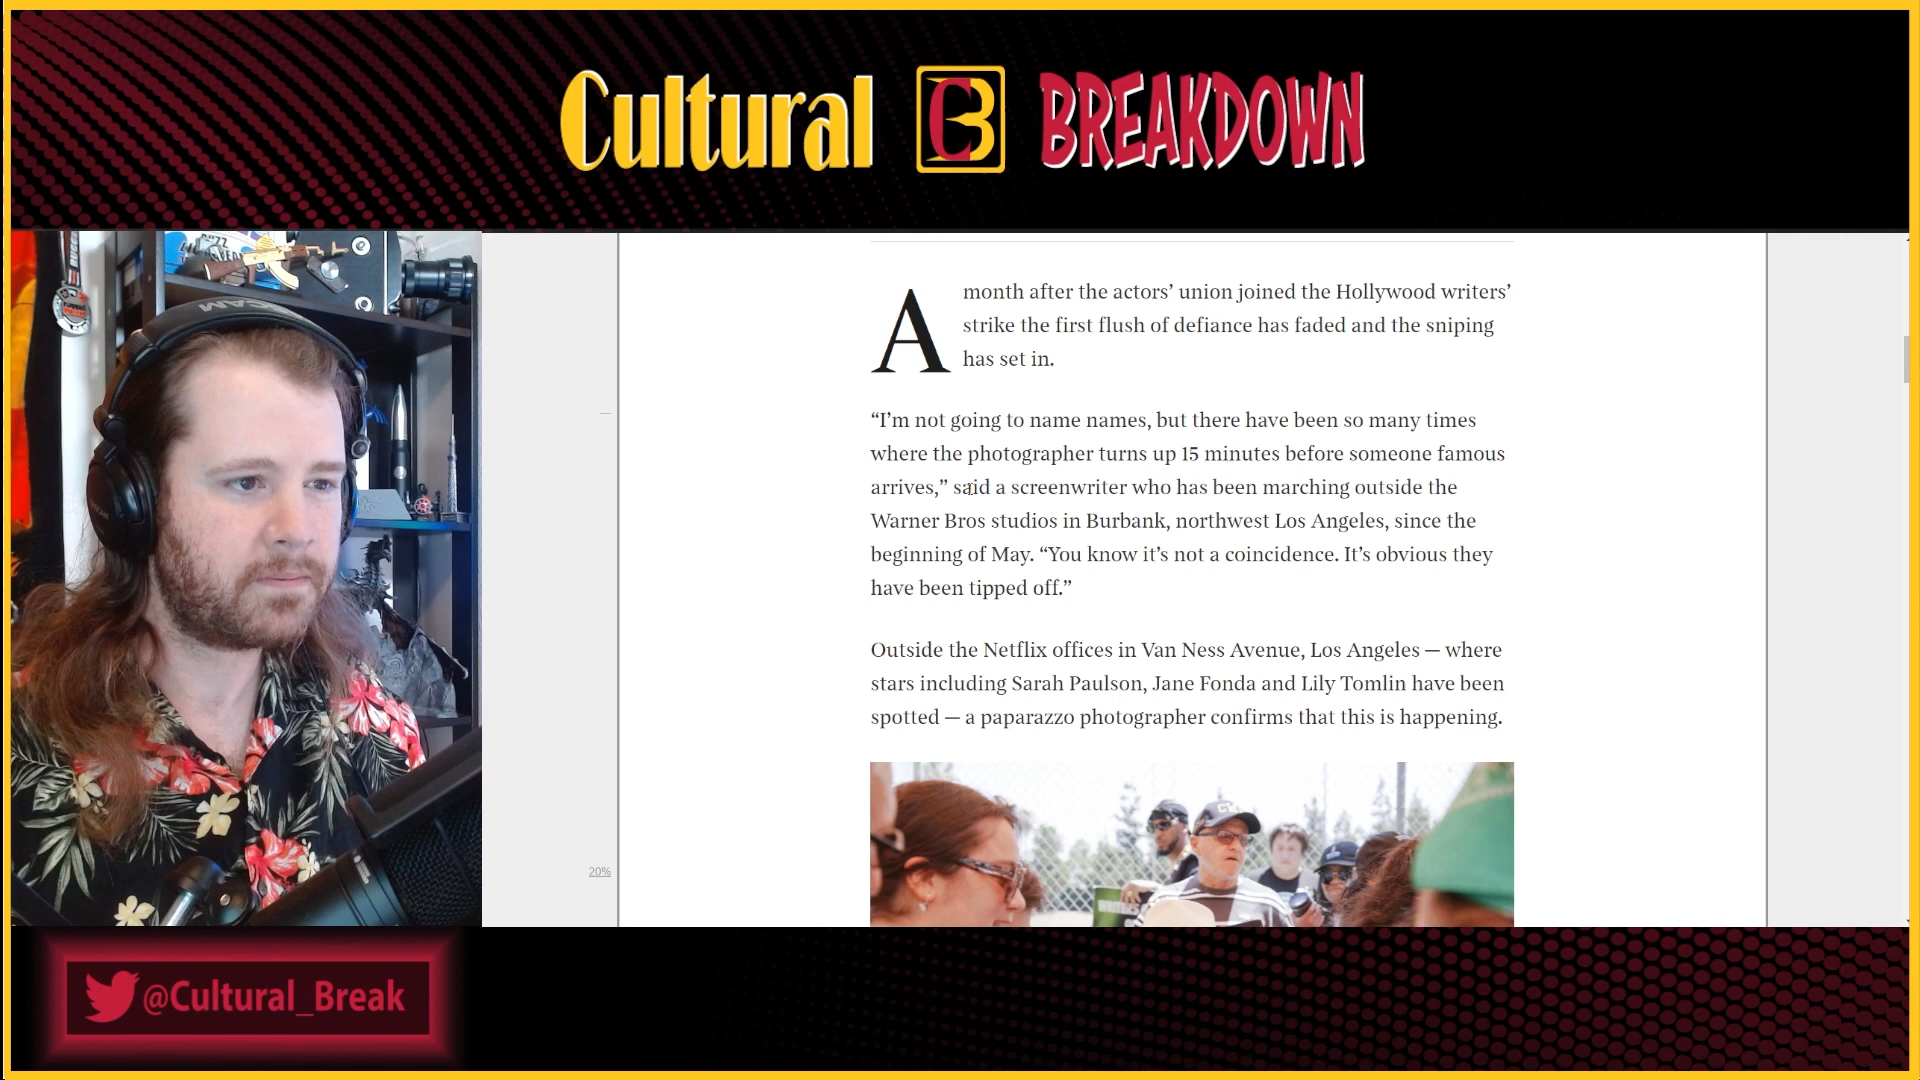 Cultural CB BREAKDOWN
month after the actors’ union joined the Hollywood writers’
A strike the first flush of defiance has faded and the sniping
has set in.
“I’m not going to name names, but there have been so many times
where the photographer turns up 15 minutes before someone famous
arrives,” said a screenwriter who has been marching outside the
Warner Bros studios in Burbank, northwest Los Angeles, since the
beginning of May. “You know it’s not a coincidence. It’s obvious they
have been tipped off.”
Outside the Netflix offices in Van Ness Avenue, Los Angeles — where
stars including Sarah Paulson, Jane Fonda and Lily Tomlin have been
spotted — a paparazzo photographer confirms that this is happening.
20%
@Cultural_Break